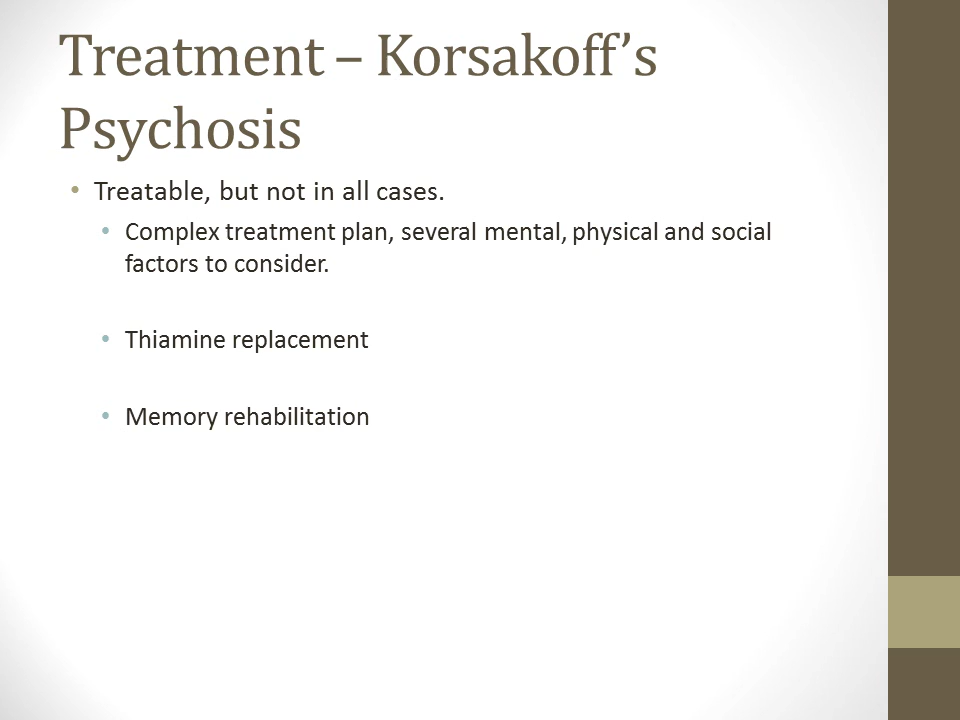 Treatment – Korsakoff’s
Psychosis
• Treatable, but not in all cases.
• Complex treatment plan, several mental, physical and social
factors to consider.
• Thiamine replacement
• Memory rehabilitation